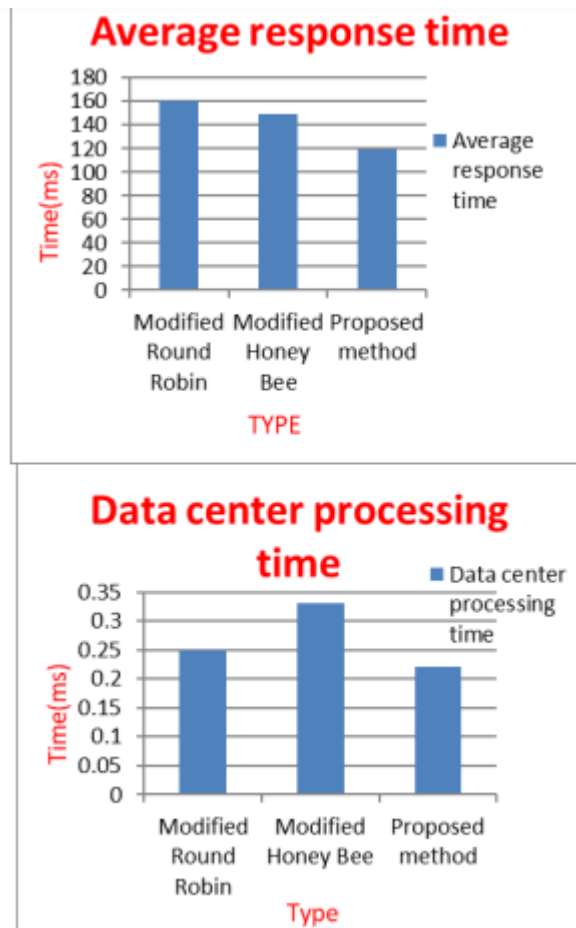 Average response time
180
160
140
120
100
80
60
40
20
0
Time(ms)
Modified Round Robin
Modified Honey Bee
Proposed method
TYPE
Average response time
Data center processing
time
0.35
0.3
0.25
0.2
0.15
0.1
0.05
0
Time(ms)
Modified Round Robin
Modified Honey Bee
Proposed method
Type
Data center processing time